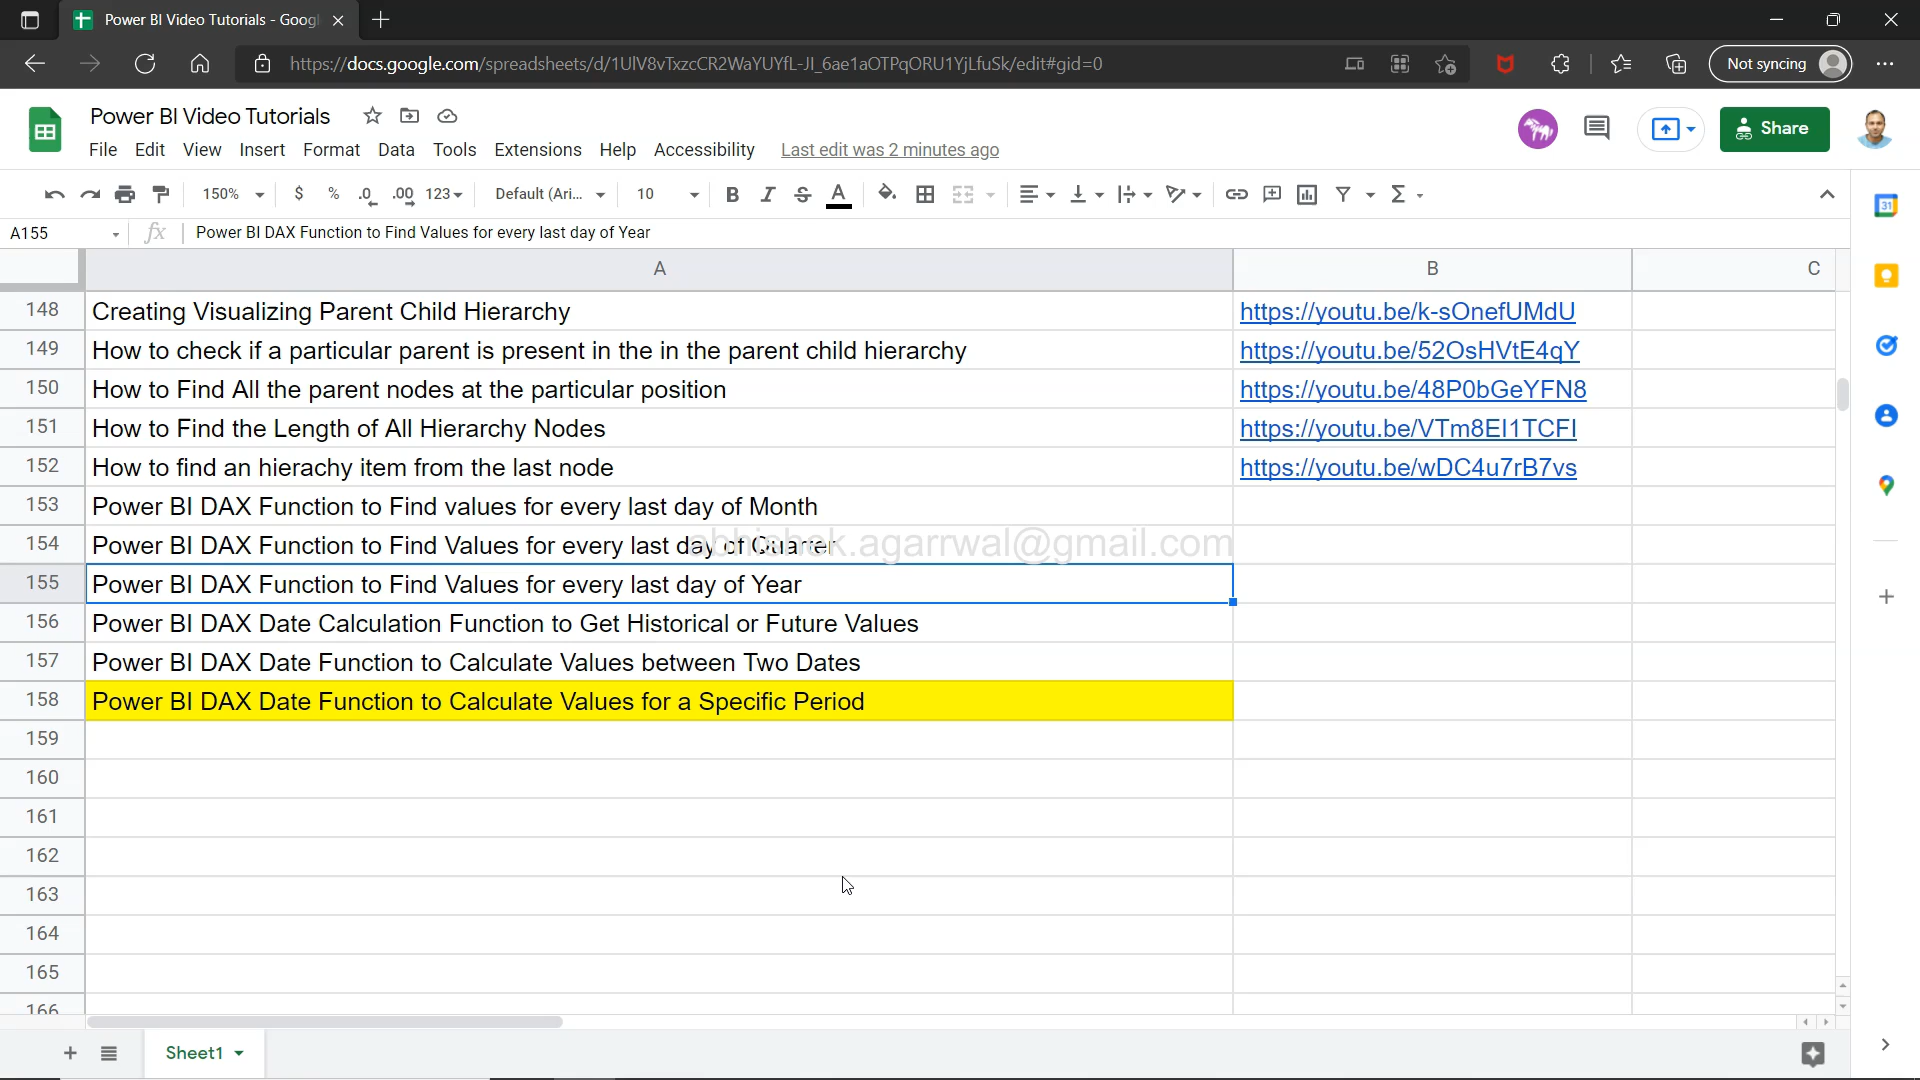 Power BI Video Tutorials - Googl
https://docs.google.com/spreadsheets/d/1UlV8vTxzcCR2WaYUYfL-JI_6ae1aOTPqORU1YjLfuSk/edit#gid=0
Not syncing
Power BI Video Tutorials
File Edit View Insert Format Data Tools Extensions Help Accessibility Last edit was 2 minutes ago
Share
150% $ % .0 .00 123 Default (Ari... 10 B I S A
A155 fx Power BI DAX Function to Find Values for every last day of Year
A B C
148 Creating Visualizing Parent Child Hierarchy https://youtu.be/k-sOnefUMdU
149 How to check if a particular parent is present in the in the parent child hierarchy https://youtu.be/52OsHVtE4qY
150 How to Find All the parent nodes at the particular position https://youtu.be/48P0bGeYFN8
151 How to Find the Length of All Hierarchy Nodes https://youtu.be/VTm8EI1TCFI
152 How to find an hierachy item from the last node https://youtu.be/wDC4u7rB7vs
153 Power BI DAX Function to Find values for every last day of Month
154 Power BI DAX Function to Find Values for every last day of Quarter
abhishek.agarrwal@gmail.com
155 Power BI DAX Function to Find Values for every last day of Year
156 Power BI DAX Date Calculation Function to Get Historical or Future Values
157 Power BI DAX Date Function to Calculate Values between Two Dates
158 Power BI DAX Date Function to Calculate Values for a Specific Period
159
160
161
162
163
164
165
166
Sheet1
31